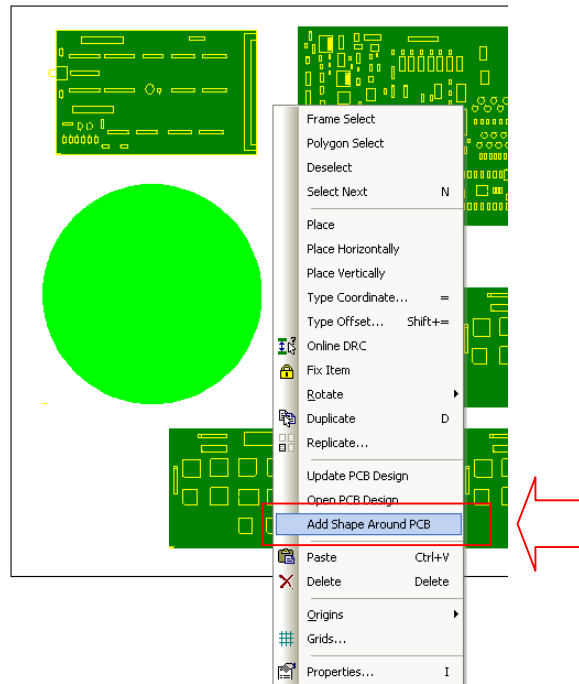 Frame Select
Polygon Select
Deselect
Select Next N
Place
Place Horizontally
Place Vertically
Type Coordinate... =
Type Offset... Shift+=
Online DRC
Fix Item
Rotate
Duplicate D
Replicate...
Update PCB Design
Open PCB Design
Add Shape Around PCB
Paste Ctrl+V
Delete Delete
Origins
Grids...
Properties... I